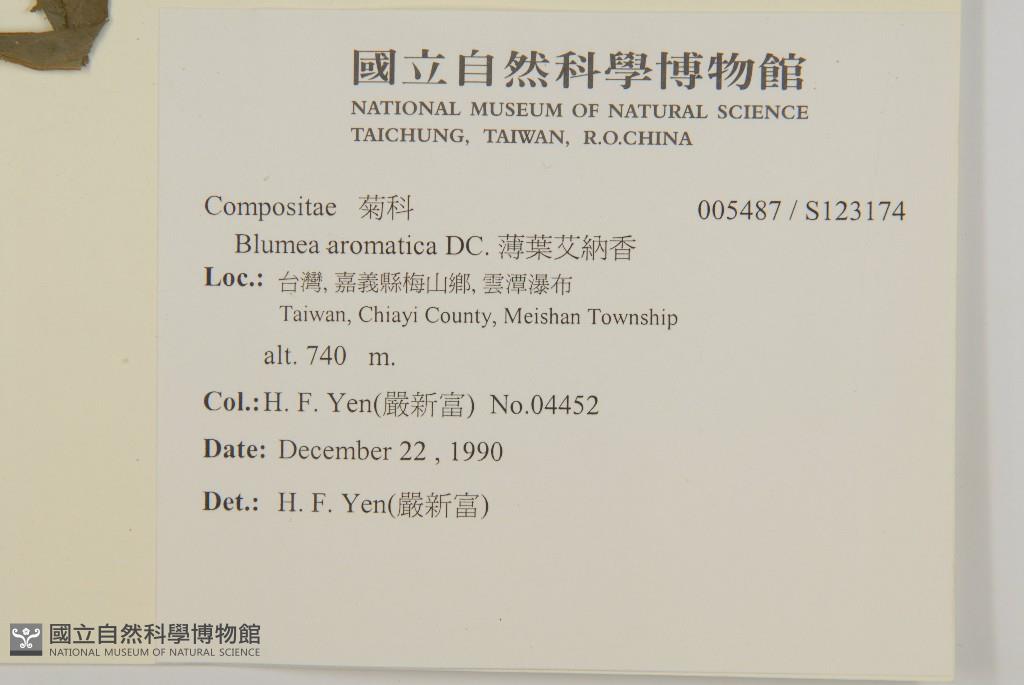 國立自然科學博物館
NATIONAL MUSEUM OF NATURAL SCIENCE
TAICHUNG, TAIWAN, R.O.CHINA
Compositae 菊科 005487 / S123174
Blumea aromatica DC. 薄葉艾納香
Loc.: 台灣, 嘉義縣梅山鄉, 雲潭瀑布
Taiwan, Chiayi County, Meishan Township
alt. 740 m.
Col.: H. F. Yen(嚴新富) No.04452
Date: December 22 , 1990
Det.: H. F. Yen(嚴新富)
國立自然科學博物館
NATIONAL MUSEUM OF NATURAL SCIENCE